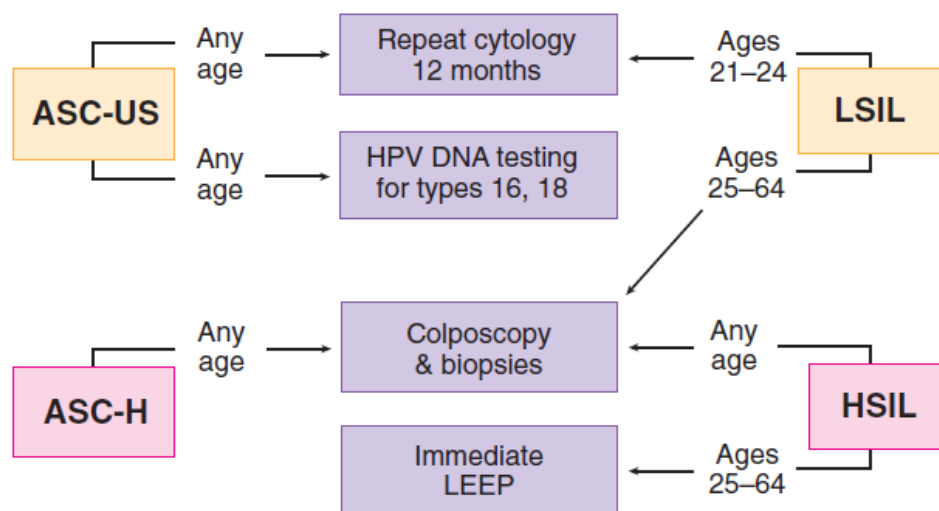 Any
age
Repeat cytology
12 months
Ages
21–24
ASC-US
LSIL
Any
age
HPV DNA testing
for types 16, 18
Ages
25–64
Any
age
Colposcopy
& biopsies
Any
age
ASC-H
HSIL
Immediate
LEEP
Ages
25–64